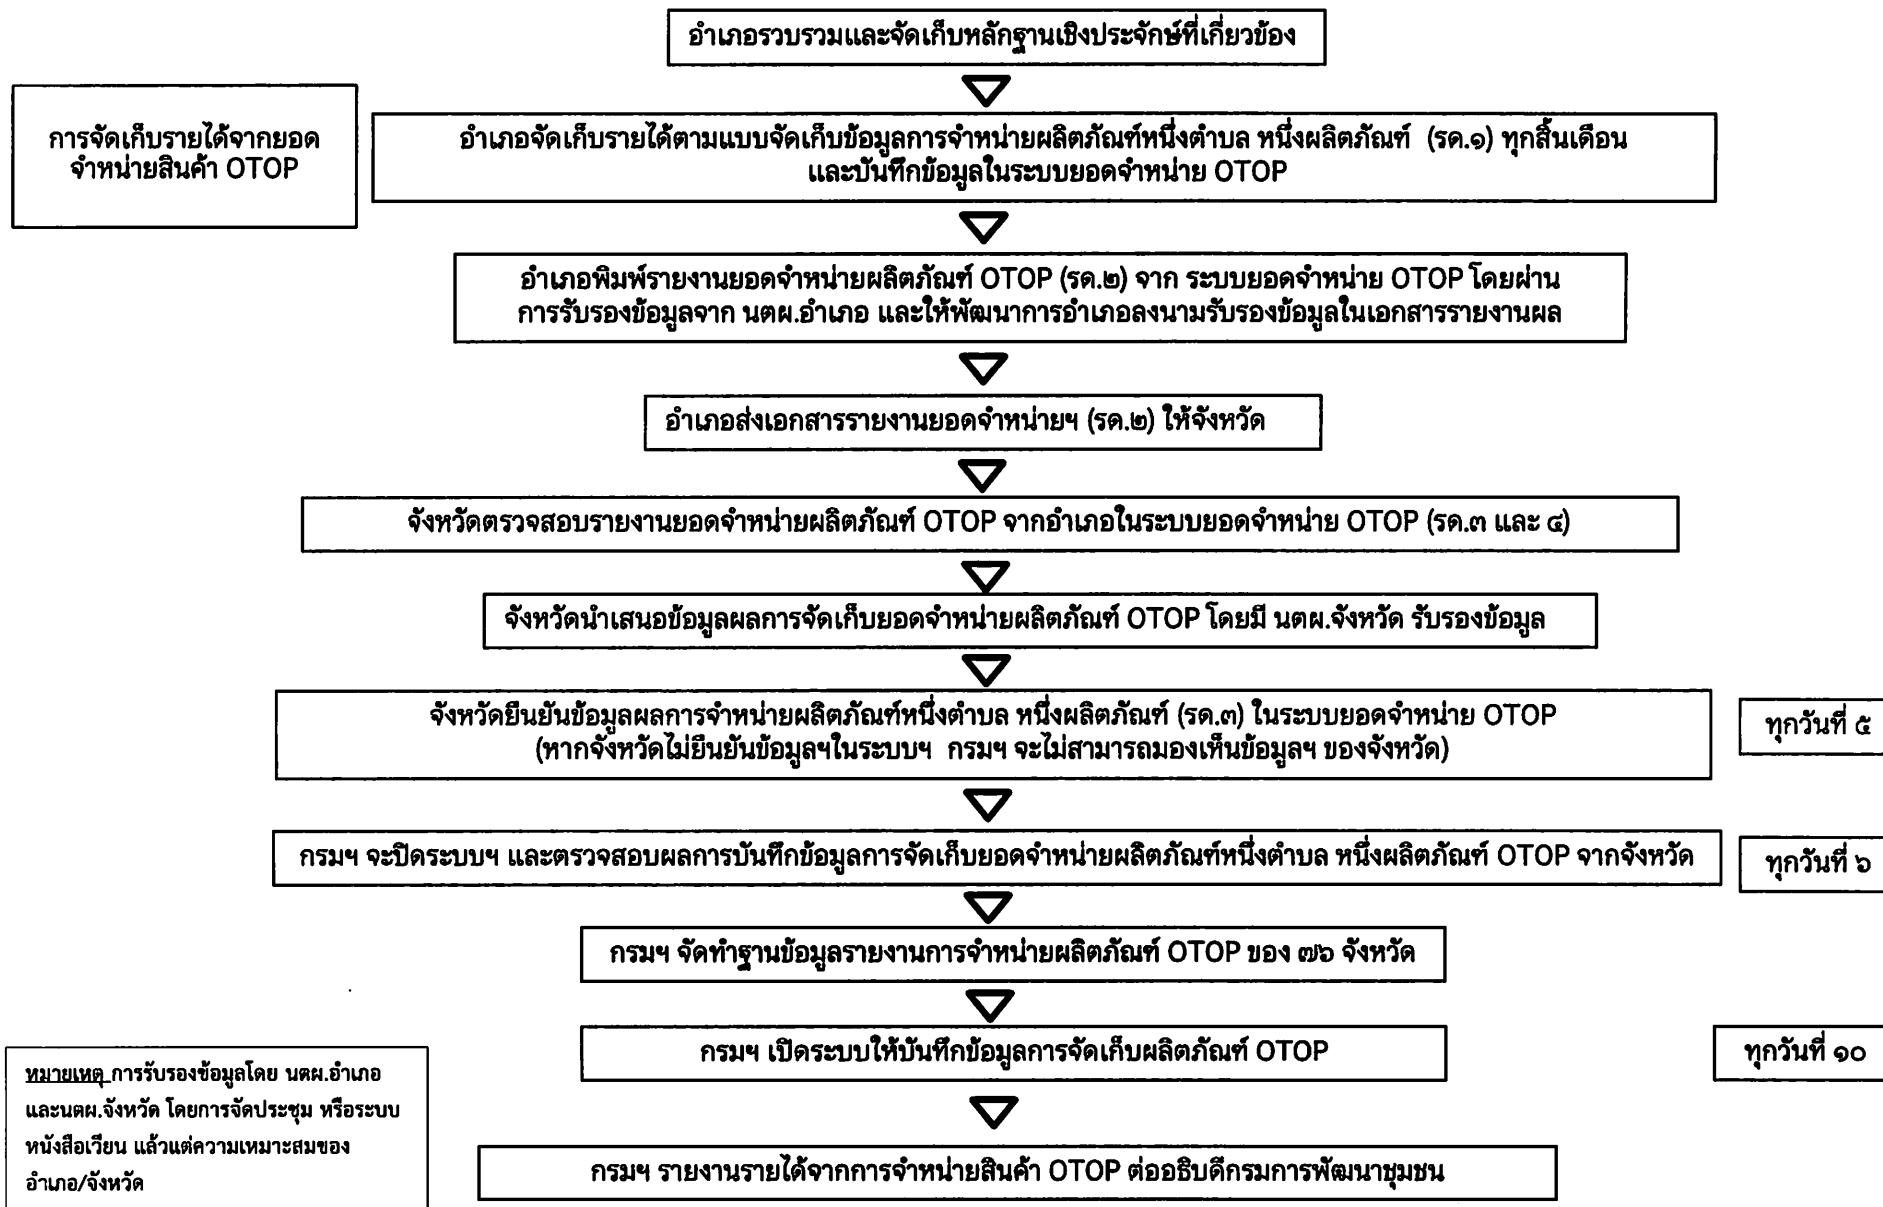 อำเภอรวบรวมและจัดเก็บหลักฐานเชิงประจักษ์ที่เกี่ยวข้อง
การจัดเก็บรายได้จากยอด
จำหน่ายสินค้า OTOP
อำเภอจัดเก็บรายได้ตามแบบจัดเก็บข้อมูลการจำหน่ายผลิตภัณฑ์หนึ่งตำบล หนึ่งผลิตภัณฑ์ (รด.๑) ทุกสิ้นเดือน
และบันทึกข้อมูลในระบบยอดจำหน่าย OTOP
อำเภอพิมพ์รายงานยอดจำหน่ายผลิตภัณฑ์ OTOP (รด.๒) จาก ระบบยอดจำหน่าย OTOP โดยผ่าน
การรับรองข้อมูลจาก นตผ.อำเภอ และให้พัฒนาการอำเภอลงนามรับรองข้อมูลในเอกสารรายงานผล
อำเภอส่งเอกสารรายงานยอดจำหน่ายฯ (รด.๒) ให้จังหวัด
จังหวัดตรวจสอบรายงานยอดจำหน่ายผลิตภัณฑ์ OTOP จากอำเภอในระบบยอดจำหน่าย OTOP (รด.๓ และ ๔)
จังหวัดนำเสนอข้อมูลผลการจัดเก็บยอดจำหน่ายผลิตภัณฑ์ OTOP โดยมี นตผ.จังหวัด รับรองข้อมูล
จังหวัดยืนยันข้อมูลผลการจำหน่ายผลิตภัณฑ์หนึ่งตำบล หนึ่งผลิตภัณฑ์ (รด.๓) ในระบบยอดจำหน่าย OTOP
(หากจังหวัดไม่ยืนยันข้อมูลฯในระบบฯ กรมฯ จะไม่สามารถมองเห็นข้อมูลฯ ของจังหวัด)
ทุกวันที่ ๕
กรมฯ จะปิดระบบฯ และตรวจสอบผลการบันทึกข้อมูลการจัดเก็บยอดจำหน่ายผลิตภัณฑ์หนึ่งตำบล หนึ่งผลิตภัณฑ์ OTOP จากจังหวัด
ทุกวันที่ ๖
กรมฯ จัดทำฐานข้อมูลรายงานการจำหน่ายผลิตภัณฑ์ OTOP ของ ๗๖ จังหวัด
กรมฯ เปิดระบบให้บันทึกข้อมูลการจัดเก็บผลิตภัณฑ์ OTOP
ทุกวันที่ ๑๐
หมายเหตุ การรับรองข้อมูลโดย นตผ.อำเภอ
และนตผ.จังหวัด โดยการจัดประชุม หรือระบบ
หนังสือเวียน แล้วแต่ความเหมาะสมของ
อำเภอ/จังหวัด
กรมฯ รายงานรายได้จากการจำหน่ายสินค้า OTOP ต่ออธิบดีกรมการพัฒนาชุมชน